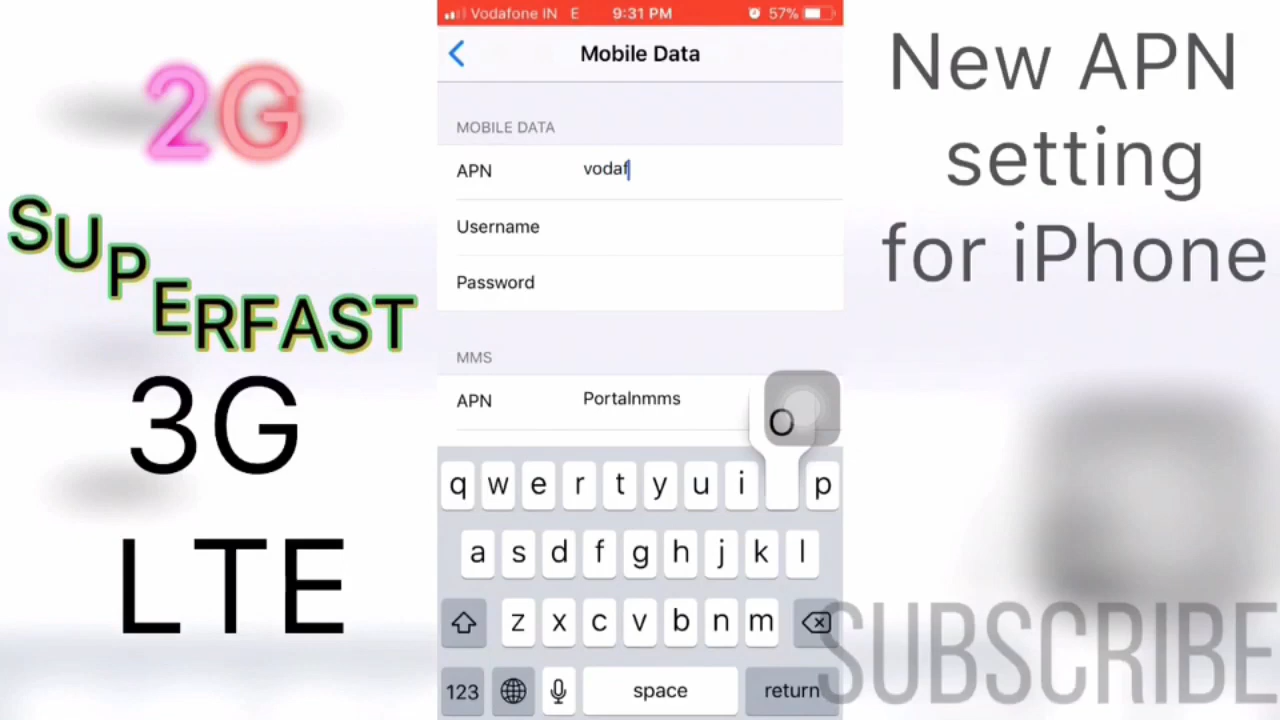 2G
SUPERFAST
3G
LTE
Vodafone IN E 9:31 PM 57%
Mobile Data
MOBILE DATA
APN vodaf
Username
Password
MMS
APN Portalnmms
O
q w e r t y u i p
a s d f g h j k l
z x c v b n m
123 space return
New APN
setting
for iPhone
SUBSCRIBE